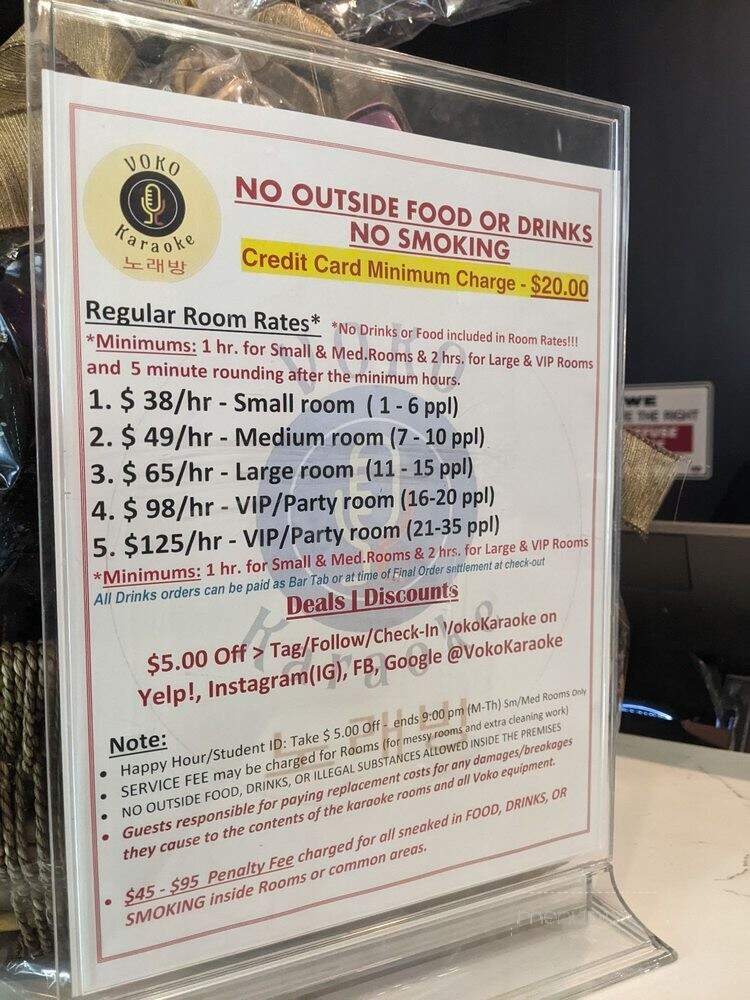 VOKO
Karaoke
노래방
NO OUTSIDE FOOD OR DRINKS
NO SMOKING
Credit Card Minimum Charge - $20.00
Regular Room Rates* *No Drinks or Food included in Room Rates!!!
*Minimums: 1 hr. for Small & Med.Rooms & 2 hrs. for Large & VIP Rooms
and 5 minute rounding after the minimum hours.
1. $ 38/hr - Small room ( 1 - 6 ppl)
2. $ 49/hr - Medium room (7 - 10 ppl)
3. $ 65/hr - Large room (11 - 15 ppl)
4. $ 98/hr - VIP/Party room (16-20 ppl)
5. $125/hr - VIP/Party room (21-35 ppl)
*Minimums: 1 hr. for Small & Med.Rooms & 2 hrs. for Large & VIP Rooms
All Drinks orders can be paid as Bar Tab or at time of Final Order settlement at check-out
Deals | Discounts
$5.00 Off > Tag/Follow/Check-In VokoKaraoke on
Yelp!, Instagram(IG), FB, Google @VokoKaraoke
Note:
• Happy Hour/Student ID: Take $ 5.00 Off - ends 9:00 pm (M-Th) Sm/Med Rooms Only
• SERVICE FEE may be charged for Rooms (for messy rooms and extra cleaning work)
• NO OUTSIDE FOOD, DRINKS, OR ILLEGAL SUBSTANCES ALLOWED INSIDE THE PREMISES
• Guests responsible for paying replacement costs for any damages/breakages
they cause to the contents of the karaoke rooms and all Voko equipment.
• $45 - $95 Penalty Fee charged for all sneaked in FOOD, DRINKS, OR
SMOKING inside Rooms or common areas.
VOKO
Karaoke
노래방
WE
THE RIGHT